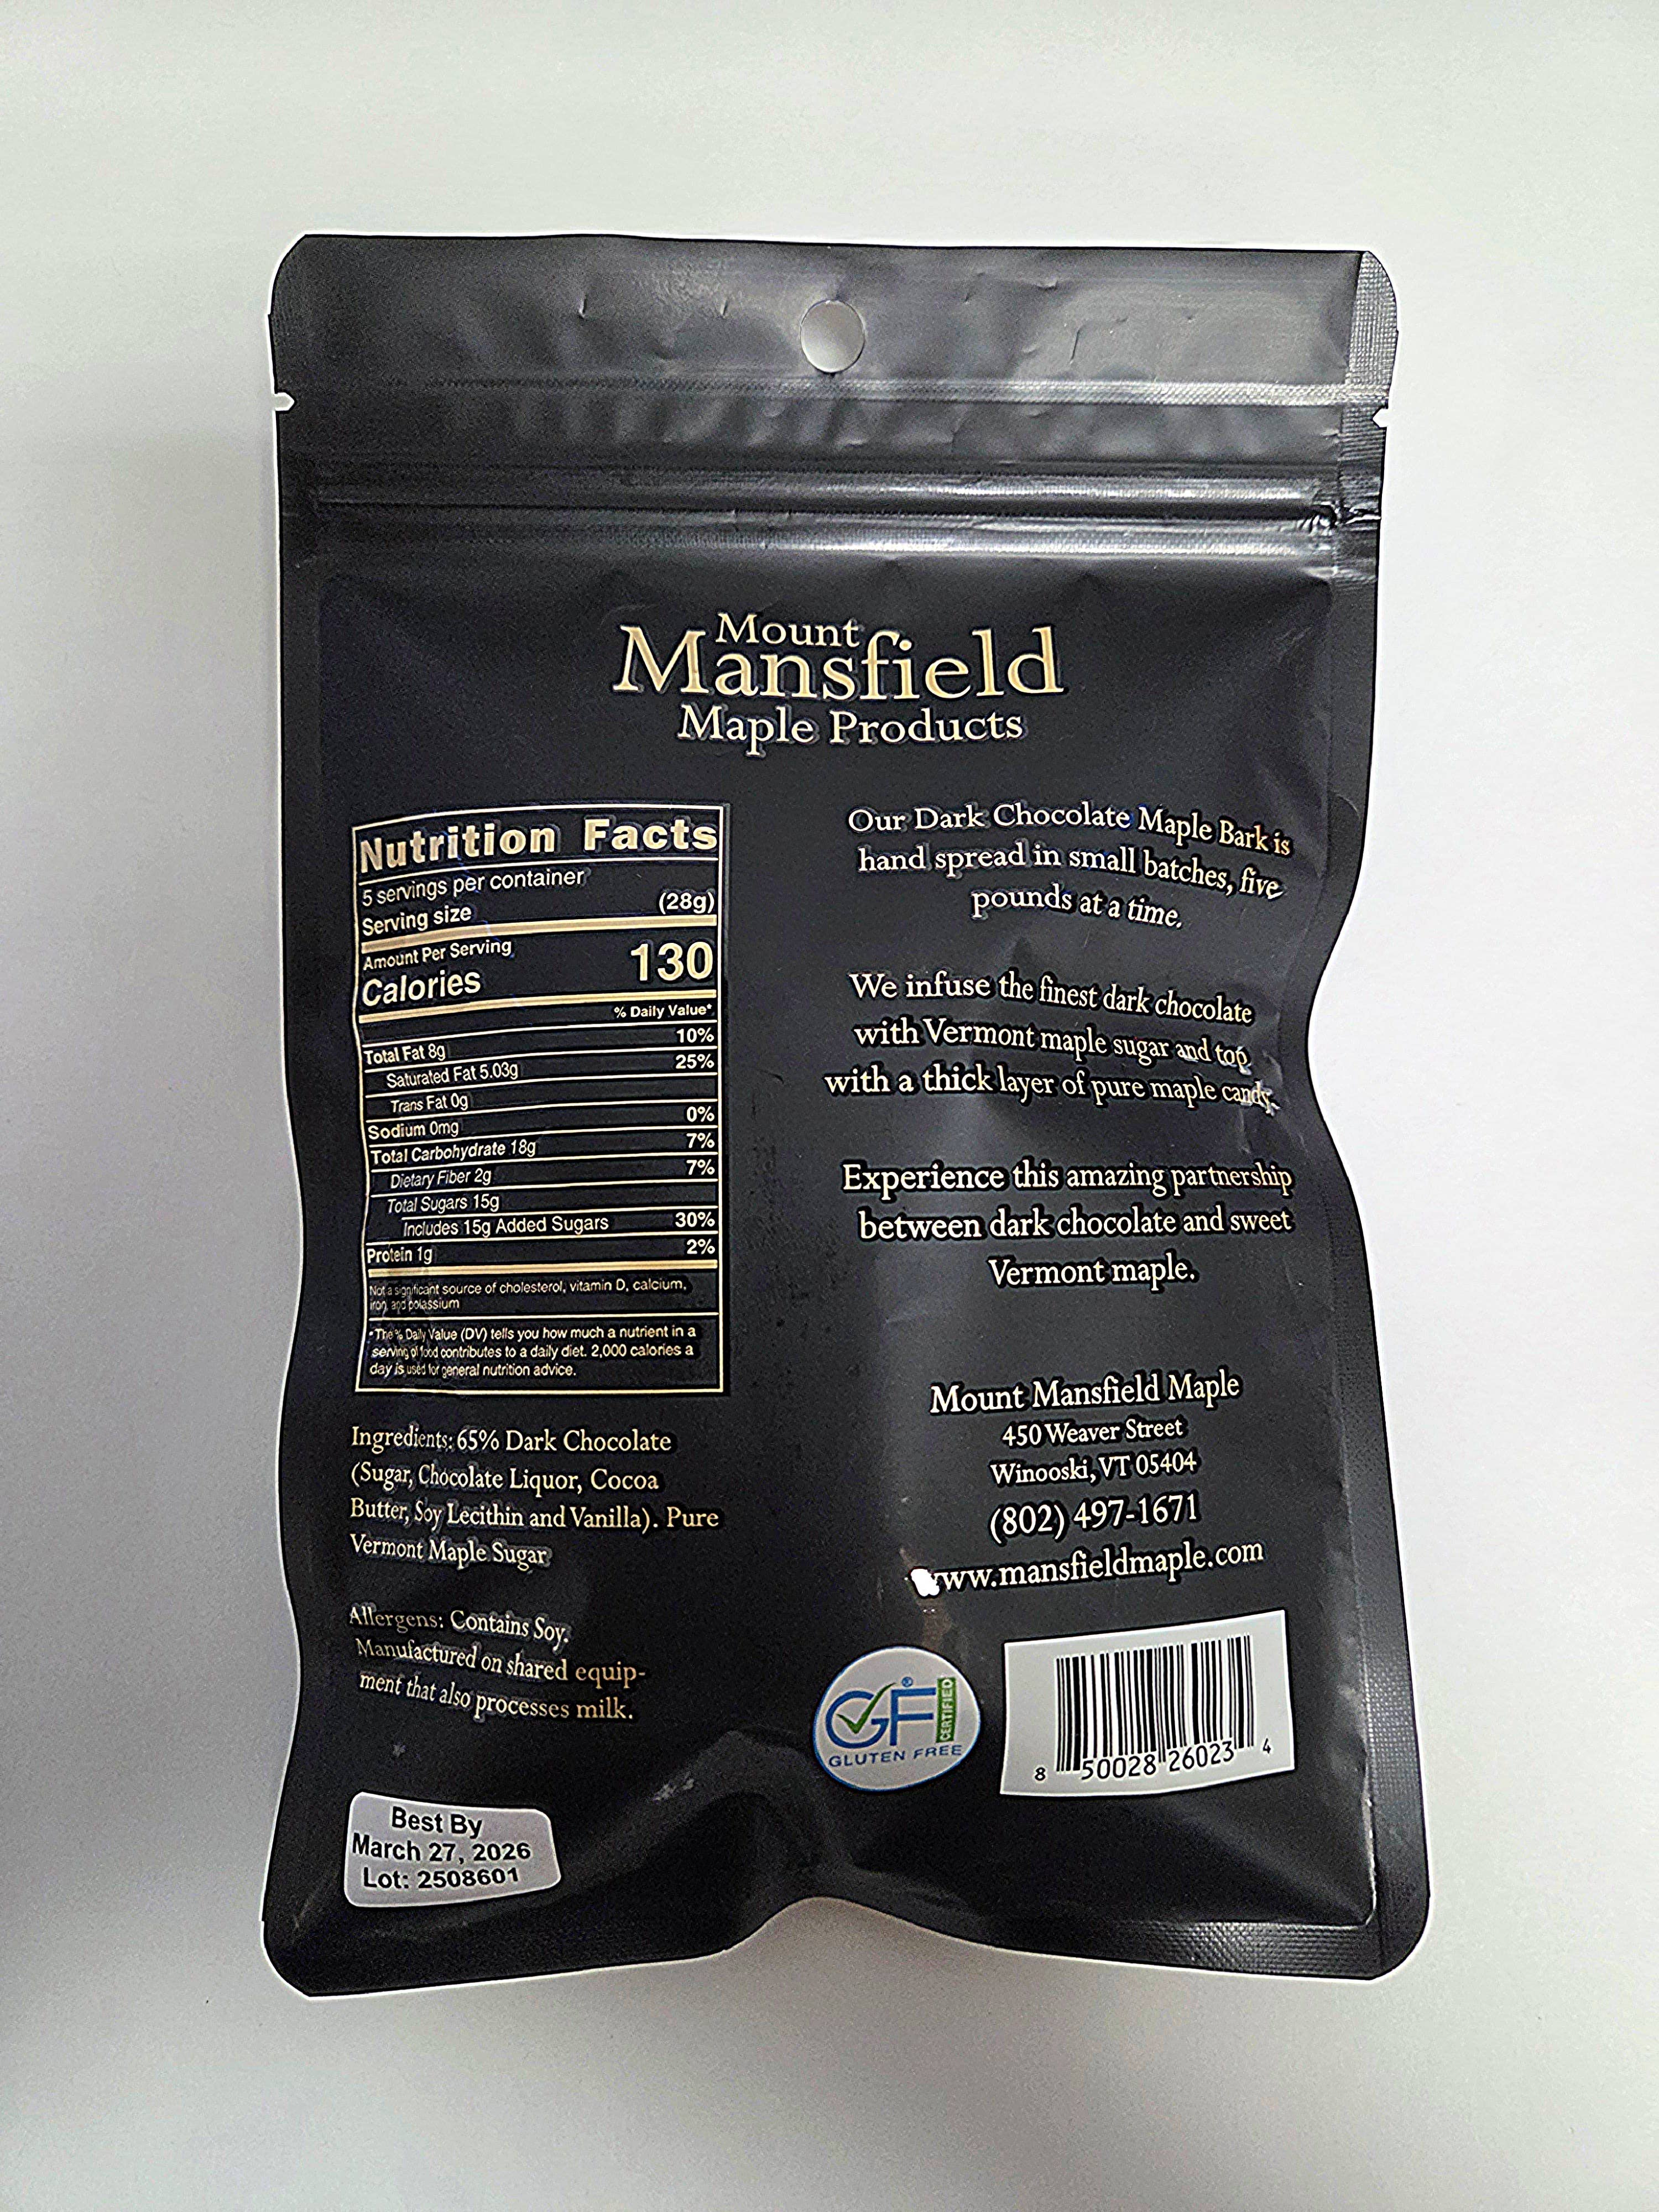 Mount
Mansfield
Maple Products
Nutrition Facts
5 servings per container
Serving size (28g)
Amount Per Serving
Calories 130
% Daily Value*
Total Fat 8g 10%
Saturated Fat 5.03g 25%
Trans Fat 0g
Sodium 0mg 0%
Total Carbohydrate 18g 7%
Dietary Fiber 2g 7%
Total Sugars 15g
Includes 15g Added Sugars 30%
Protein 1g 2%
Not a significant source of cholesterol, vitamin D, calcium,
iron, and potassium
*The % Daily Value (DV) tells you how much a nutrient in a
serving of food contributes to a daily diet. 2,000 calories a
day is used for general nutrition advice.
Ingredients: 65% Dark Chocolate
(Sugar, Chocolate Liquor, Cocoa
Butter, Soy Lecithin and Vanilla). Pure
Vermont Maple Sugar
Allergens: Contains Soy.
Manufactured on shared equip-
ment that also processes milk.
Best By
March 27, 2026
Lot: 2508601
Our Dark Chocolate Maple Bark is
hand spread in small batches, five
pounds at a time.
We infuse the finest dark chocolate
with Vermont maple sugar and top
with a thick layer of pure maple candy.
Experience this amazing partnership
between dark chocolate and sweet
Vermont maple.
Mount Mansfield Maple
450 Weaver Street
Winooski, VT 05404
(802) 497-1671
www.mansfieldmaple.com
GF® CERTIFIED
GLUTEN FREE
8 50028 26023 4